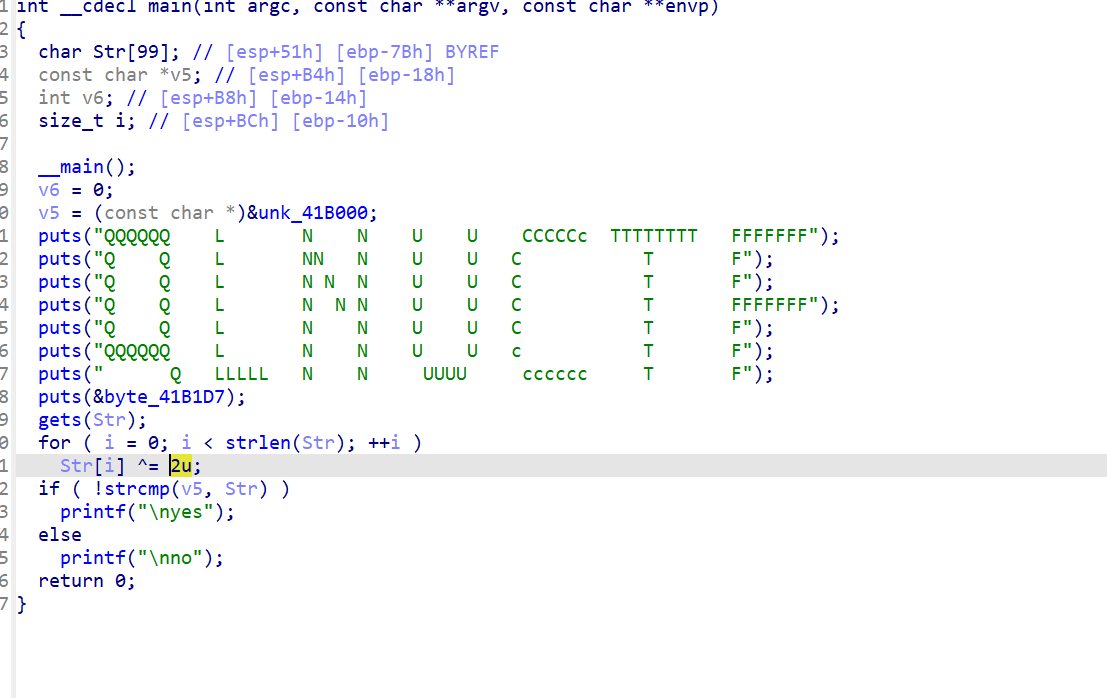 1 int __cdecl main(int argc, const char **argv, const char **envp)
2 {
3   char Str[99]; // [esp+51h] [ebp-7Bh] BYREF
4   const char *v5; // [esp+B4h] [ebp-18h]
5   int v6; // [esp+B8h] [ebp-14h]
6   size_t i; // [esp+BCh] [ebp-10h]
7
8   __main();
9   v6 = 0;
0   v5 = (const char *)&unk_41B000;
1   puts("QQQQQQ    L       N    N    U    U    CCCCCc  TTTTTTTT   FFFFFFF");
2   puts("Q    Q    L       NN   N    U    U   C           T       F");
3   puts("Q    Q    L       N N  N    U    U   C           T       F");
4   puts("Q    Q    L       N  N N    U    U   C           T       FFFFFFF");
5   puts("Q    Q    L       N    N    U    U   C           T       F");
6   puts("QQQQQQ    L       N    N    U    U   c           T       F");
7   puts("      Q   LLLLL   N    N     UUUU     cccccc     T       F");
8   puts(&byte_41B1D7);
9   gets(Str);
0   for ( i = 0; i < strlen(Str); ++i )
1     Str[i] ^= 2u;
2   if ( !strcmp(v5, Str) )
3     printf("\nyes");
4   else
5     printf("\nno");
6   return 0;
7 }